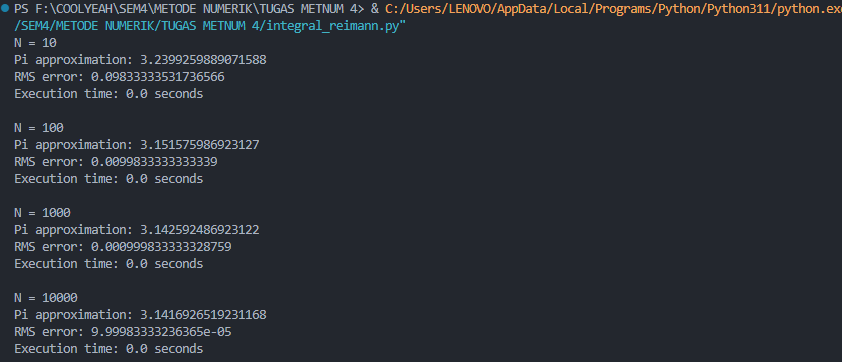 PS F:\COOLYEAH\SEM4\METODE NUMERIK\TUGAS METNUM 4> & C:/Users/LENOVO/AppData/Local/Programs/Python/Python311/python.exe
/SEM4/METODE NUMERIK/TUGAS METNUM 4/integral_reimann.py"
N = 10
Pi approximation: 3.2399259889071588
RMS error: 0.09833333531736566
Execution time: 0.0 seconds
N = 100
Pi approximation: 3.151575986923127
RMS error: 0.0099833333333339
Execution time: 0.0 seconds
N = 1000
Pi approximation: 3.142592486923122
RMS error: 0.000999833333328759
Execution time: 0.0 seconds
N = 10000
Pi approximation: 3.1416926519231168
RMS error: 9.99983333236365e-05
Execution time: 0.0 seconds